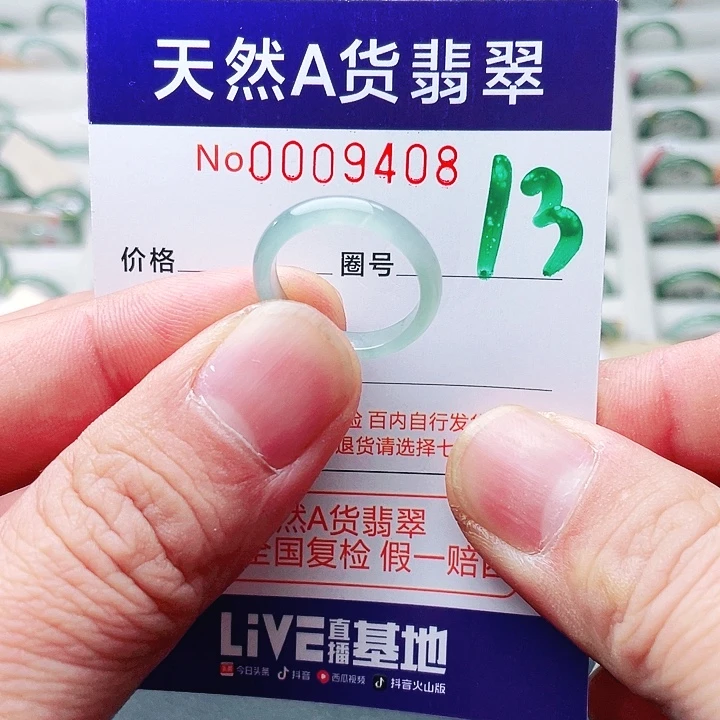 天然A货翡翠
No0009408
13
价格 圈号
检 百内自行发
退货请选择七
然A货翡翠
全国复检 假一赔
LiVE直播基地
今日头条 抖音 西瓜视频 抖音火山版